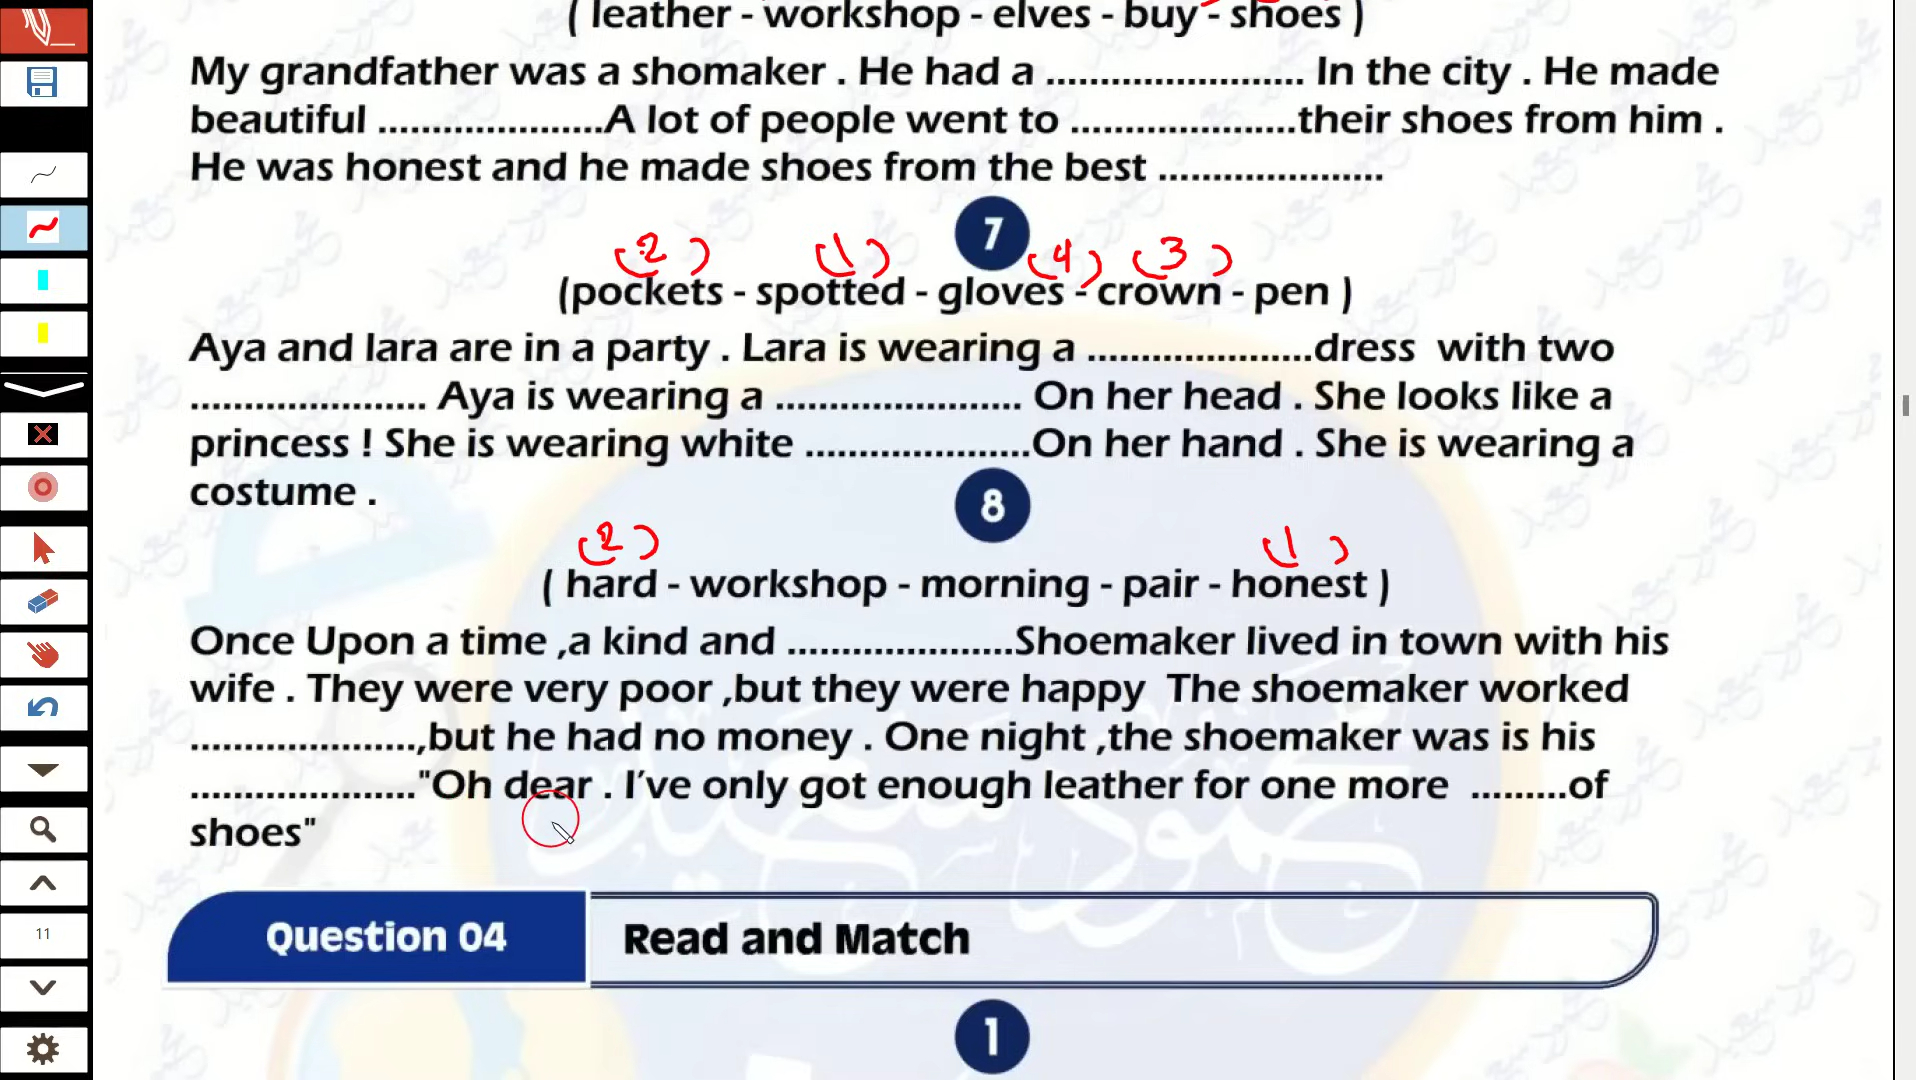 ( leather - workshop - elves - buy - shoes )
My grandfather was a shomaker . He had a ........................ In the city . He made
beautiful .....................A lot of people went to .....................their shoes from him .
He was honest and he made shoes from the best .....................
7
(2) (1) (4) (3)
(pockets - spotted - gloves - crown - pen )
Aya and lara are in a party . Lara is wearing a .....................dress with two
...................... Aya is wearing a ....................... On her head . She looks like a
princess ! She is wearing white .....................On her hand . She is wearing a
costume .
8
(2) (1)
( hard - workshop - morning - pair - honest )
Once Upon a time ,a kind and .....................Shoemaker lived in town with his
wife . They were very poor ,but they were happy The shoemaker worked
.....................,but he had no money . One night ,the shoemaker was is his
....................."Oh dear . I've only got enough leather for one more .........of
shoes"
Question 04 Read and Match
1
11